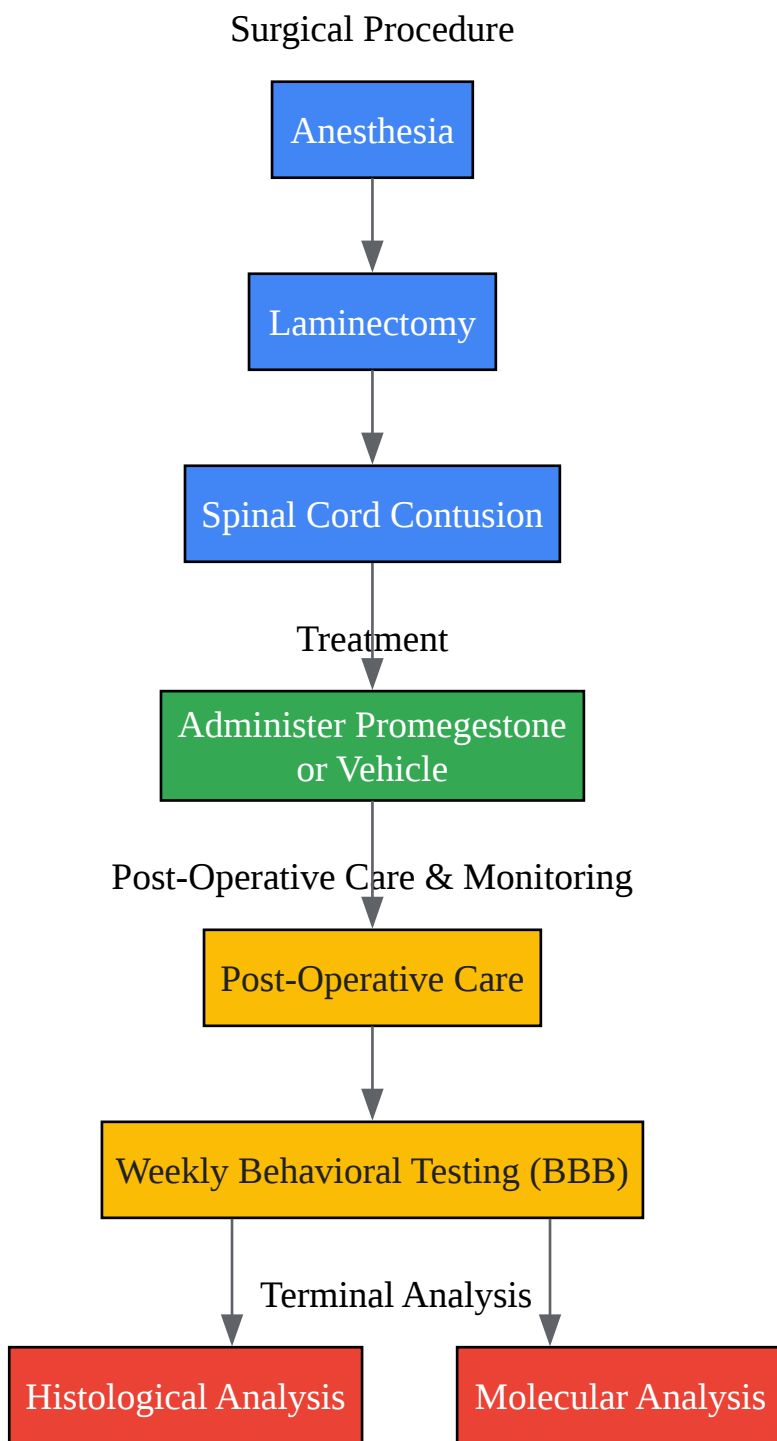 Surgical Procedure
Anesthesia
Laminectomy
Spinal Cord Contusion
Treatment
Administer Promegestone
or Vehicle
Post-Operative Care & Monitoring
Post-Operative Care
Weekly Behavioral Testing (BBB)
Terminal Analysis
Histological Analysis
Molecular Analysis